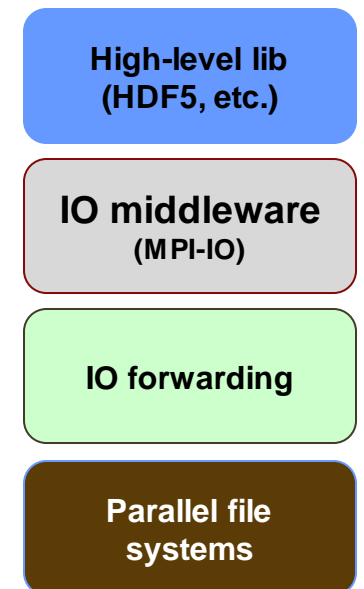 High-level lib
(HDF5, etc.)
IO middleware
(MPI-IO)
IO forwarding
Parallel file
systems